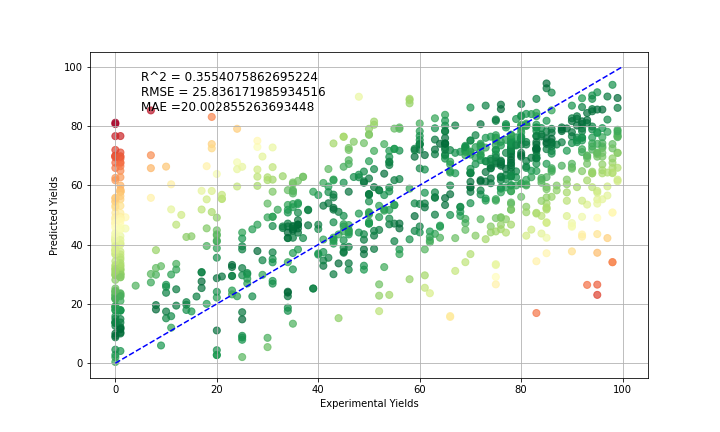 R^2 = 0.3554075862695224
RMSE = 25.836171985934516
MAE =20.002855263693448
100
80
60
40
20
0
Predicted Yields
0 20 40 60 80 100
Experimental Yields